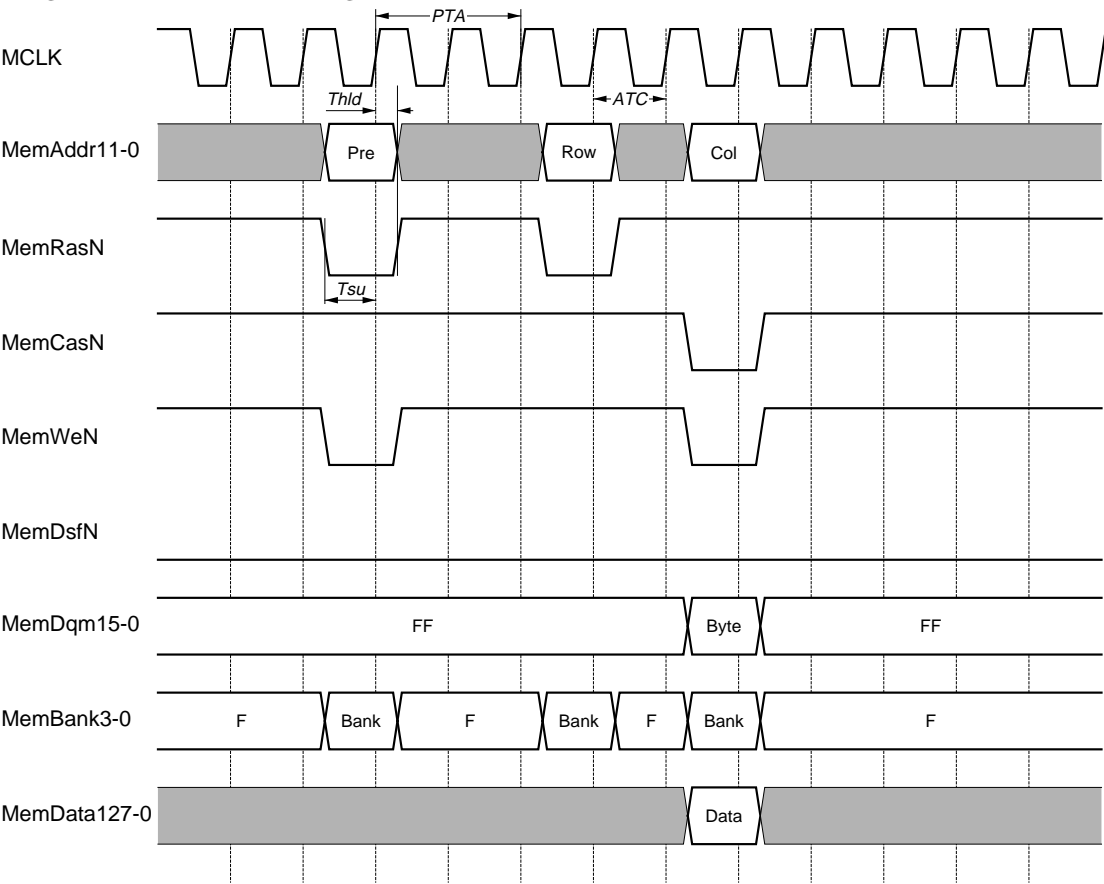 PTA
MCLK
Thld
ATC
MemAddr11-0
Pre
Row
Col
MemRasN
Tsu
MemCasN
MemWeN
MemDsfN
MemDqm15-0
FF
Byte
FF
MemBank3-0
F
Bank
F
Bank
F
Bank
F
MemData127-0
Data